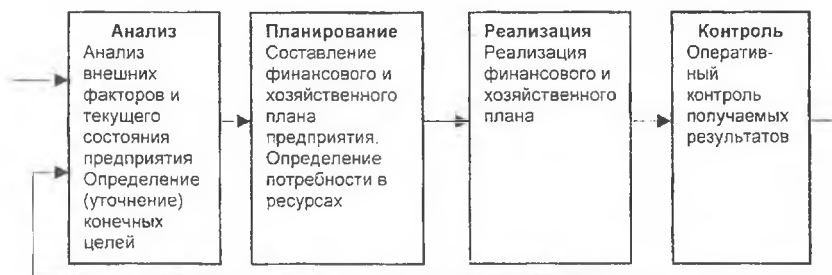 Анализ
Анализ
внешних
факторов и
текущего
состояния
предприятия
Определение
(уточнение)
конечных
целей
Планирование
Составление
финансового и
хозяйственного
плана
предприятия.
Определение
потребности в
ресурсах
Реализация
Реализация
финансового и
хозяйственного
плана
Контроль
Оператив-
ный
контроль
получаемых
результатов